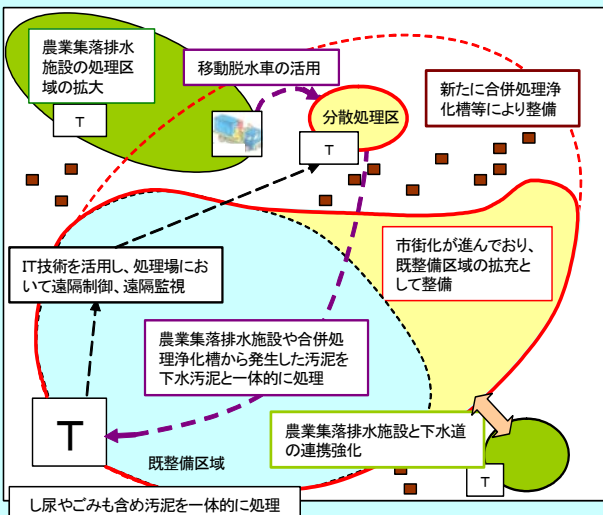 農業集落排水
施設の処理区
域の拡大
T
移動脱水車の活用
分散処理区
T
新たに合併処理浄
化槽等により整備
市街化が進んでおり、
既整備区域の拡充と
して整備
IT技術を活用し、処理場にお
いて遠隔制御、遠隔監視
農業集落排水施設や合併処
理浄化槽から発生した汚泥を
下水汚泥と一体的に処理
T
既整備区域
農業集落排水施設と下水道
の連携強化
T
し尿やごみも含め汚泥を一体的に処理